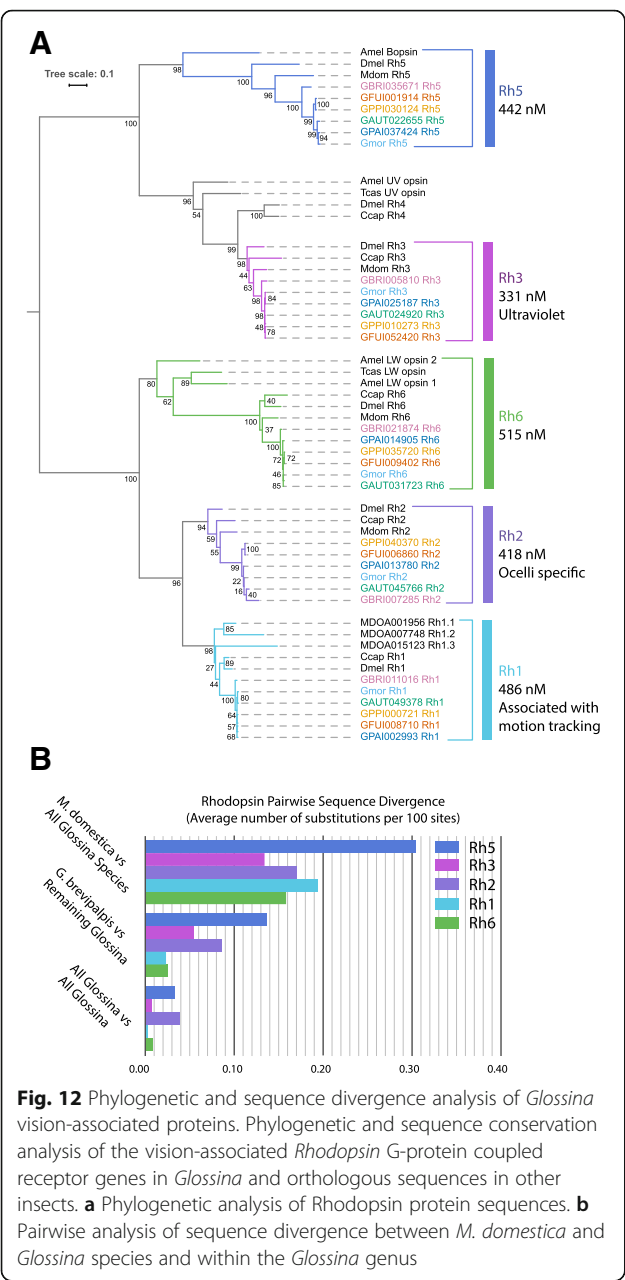 A
Tree scale: 0.1
Amel Bopsin
Dmel Rh5
Mdom Rh5
GBRI035671 Rh5
GFUI001914 Rh5
GPPI030124 Rh5
GAUT022655 Rh5
GPAI037424 Rh5
Gmor Rh5
98
100
96
100
100
99
99
94
Rh5
442 nM
100
Amel UV opsin
Tcas UV opsin
Dmel Rh4
Ccap Rh4
96
54
100
99
Dmel Rh3
Ccap Rh3
Mdom Rh3
GBRI005810 Rh3
Gmor Rh3
GPAI025187 Rh3
GAUT024920 Rh3
GPPI010273 Rh3
GFUI052420 Rh3
98
44
63
98
84
98
48
78
Rh3
331 nM
Ultraviolet
Amel LW opsin 2
Tcas LW opsin
Amel LW opsin 1
Ccap Rh6
Dmel Rh6
Mdom Rh6
GBRI021874 Rh6
GPAI014905 Rh6
GPPI035720 Rh6
GFUI009402 Rh6
Gmor Rh6
GAUT031723 Rh6
80
89
62
40
100
37
100
72
72
46
85
Rh6
515 nM
100
Dmel Rh2
Ccap Rh2
Mdom Rh2
GPPI040370 Rh2
GFUI006860 Rh2
GPAI013780 Rh2
Gmor Rh2
GAUT045766 Rh2
GBRI007285 Rh2
94
59
55
100
99
22
16
40
Rh2
418 nM
Ocelli specific
96
MDOA001956 Rh1.1
MDOA007748 Rh1.2
MDOA015123 Rh1.3
Ccap Rh1
Dmel Rh1
GBRI011016 Rh1
Gmor Rh1
GAUT049378 Rh1
GPPI000721 Rh1
GFUI008710 Rh1
GPAI002993 Rh1
85
98
27
89
44
100
80
64
57
68
Rh1
486 nM
Associated with
motion tracking
B
Rhodopsin Pairwise Sequence Divergence
(Average number of substitutions per 100 sites)
M. domestica vs
All Glossina Species
G. brevipalpis vs
Remaining Glossina
All Glossina vs
All Glossina
Rh5
Rh3
Rh2
Rh1
Rh6
0.00 0.10 0.20 0.30 0.40
Fig. 12 Phylogenetic and sequence divergence analysis of Glossina
vision-associated proteins. Phylogenetic and sequence conservation
analysis of the vision-associated Rhodopsin G-protein coupled
receptor genes in Glossina and orthologous sequences in other
insects. a Phylogenetic analysis of Rhodopsin protein sequences. b
Pairwise analysis of sequence divergence between M. domestica and
Glossina species and within the Glossina genus